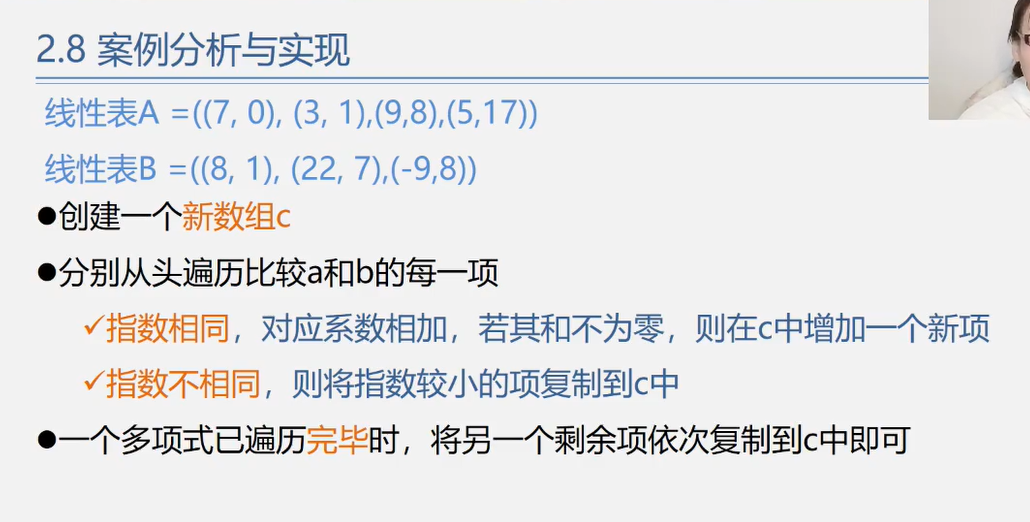 2.8 案例分析与实现
线性表A =((7, 0), (3, 1),(9,8),(5,17))
线性表B =((8, 1), (22, 7),(-9,8))
●创建一个新数组c
●分别从头遍历比较a和b的每一项
✓指数相同，对应系数相加，若其和不为零，则在c中增加一个新项
✓指数不相同，则将指数较小的项复制到c中
●一个多项式已遍历完毕时，将另一个剩余项依次复制到c中即可